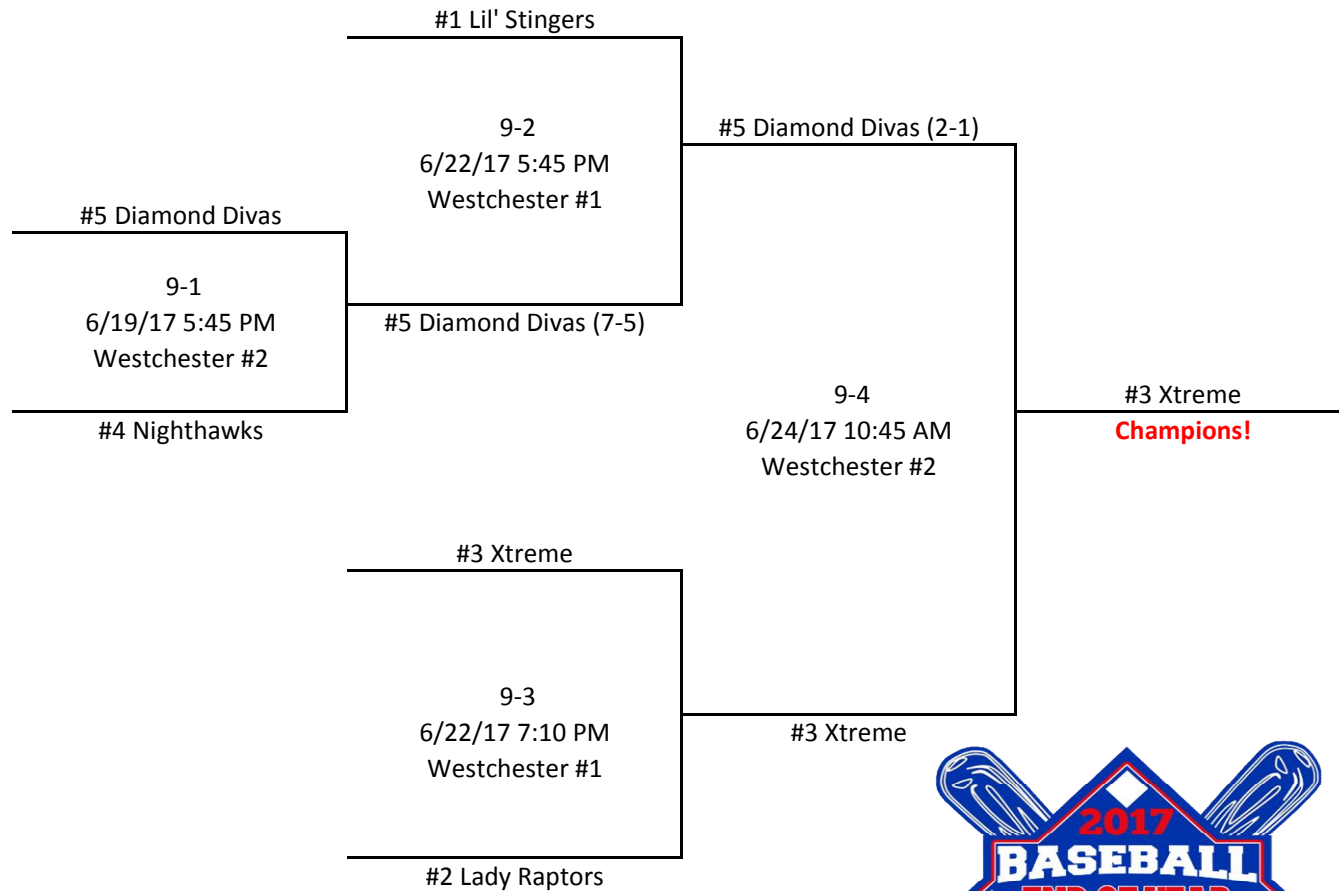 #1 Lil' Stingers
9-2
6/22/17 5:45 PM
Westchester #1
#5 Diamond Divas (2-1)
#5 Diamond Divas
9-1
6/19/17 5:45 PM
Westchester #2
#5 Diamond Divas (7-5)
#4 Nighthawks
9-4
6/24/17 10:45 AM
Westchester #2
#3 Xtreme
Champions!
#3 Xtreme
9-3
6/22/17 7:10 PM
Westchester #1
#3 Xtreme
#2 Lady Raptors
2017
BASEBALL
END OF YEAR